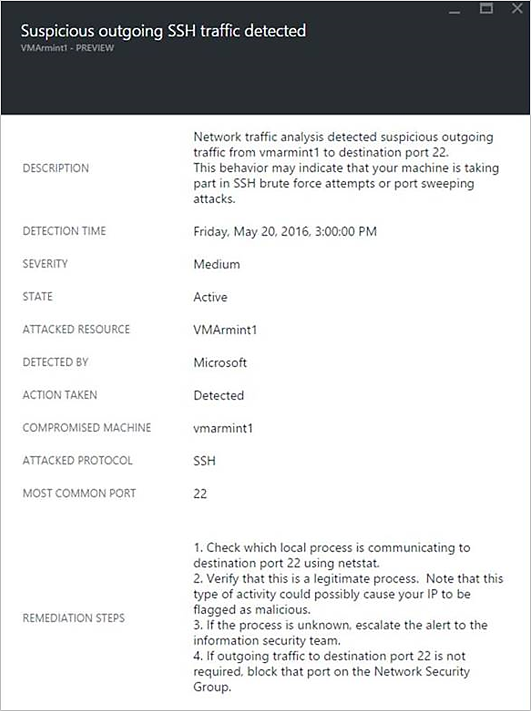 Suspicious outgoing SSH traffic detected
VMArmint1 - PREVIEW
DESCRIPTION
Network traffic analysis detected suspicious outgoing
traffic from vmarmint1 to destination port 22.
This behavior may indicate that your machine is taking
part in SSH brute force attempts or port sweeping
attacks.
DETECTION TIME
Friday, May 20, 2016, 3:00:00 PM
SEVERITY
Medium
STATE
Active
ATTACKED RESOURCE
VMArmint1
DETECTED BY
Microsoft
ACTION TAKEN
Detected
COMPROMISED MACHINE
vmarmint1
ATTACKED PROTOCOL
SSH
MOST COMMON PORT
22
REMEDIATION STEPS
1. Check which local process is communicating to
destination port 22 using netstat.
2. Verify that this is a legitimate process. Note that this
type of activity could possibly cause your IP to be
flagged as malicious.
3. If the process is unknown, escalate the alert to the
information security team.
4. If outgoing traffic to destination port 22 is not
required, block that port on the Network Security
Group.